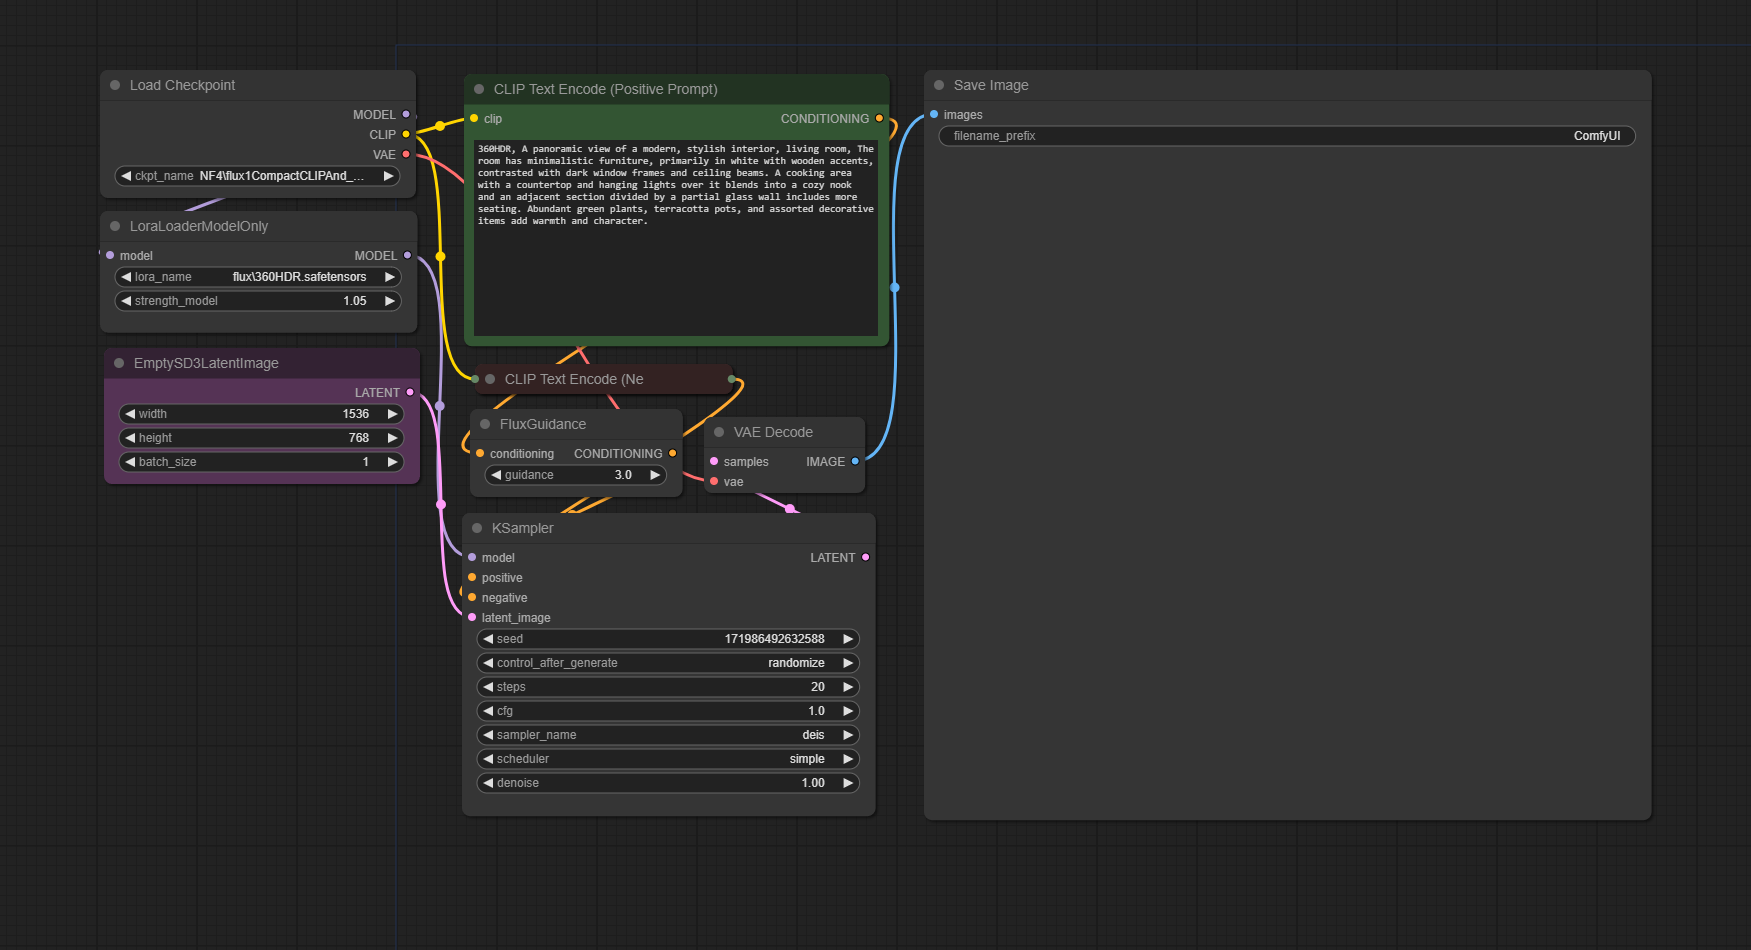 Load Checkpoint
MODEL
CLIP
VAE
ckpt_name NF4\flux1CompactCLIPAnd_...
LoraLoaderModelOnly
model MODEL
lora_name flux\360HDR.safetensors
strength_model 1.05
EmptySD3LatentImage
LATENT
width 1536
height 768
batch_size 1
CLIP Text Encode (Positive Prompt)
clip CONDITIONING
360HDR, A panoramic view of a modern, stylish interior, living room, The
room has minimalistic furniture, primarily in white with wooden accents,
contrasted with dark window frames and ceiling beams. A cooking area
with a countertop and hanging lights over it blends into a cozy nook
and an adjacent section divided by a partial glass wall includes more
seating. Abundant green plants, terracotta pots, and assorted decorative
items add warmth and character.
CLIP Text Encode (Ne
FluxGuidance
conditioning CONDITIONING
guidance 3.0
VAE Decode
samples IMAGE
vae
KSampler
model LATENT
positive
negative
latent_image
seed 171986492632588
control_after_generate randomize
steps 20
cfg 1.0
sampler_name deis
scheduler simple
denoise 1.00
Save Image
images
filename_prefix ComfyUI